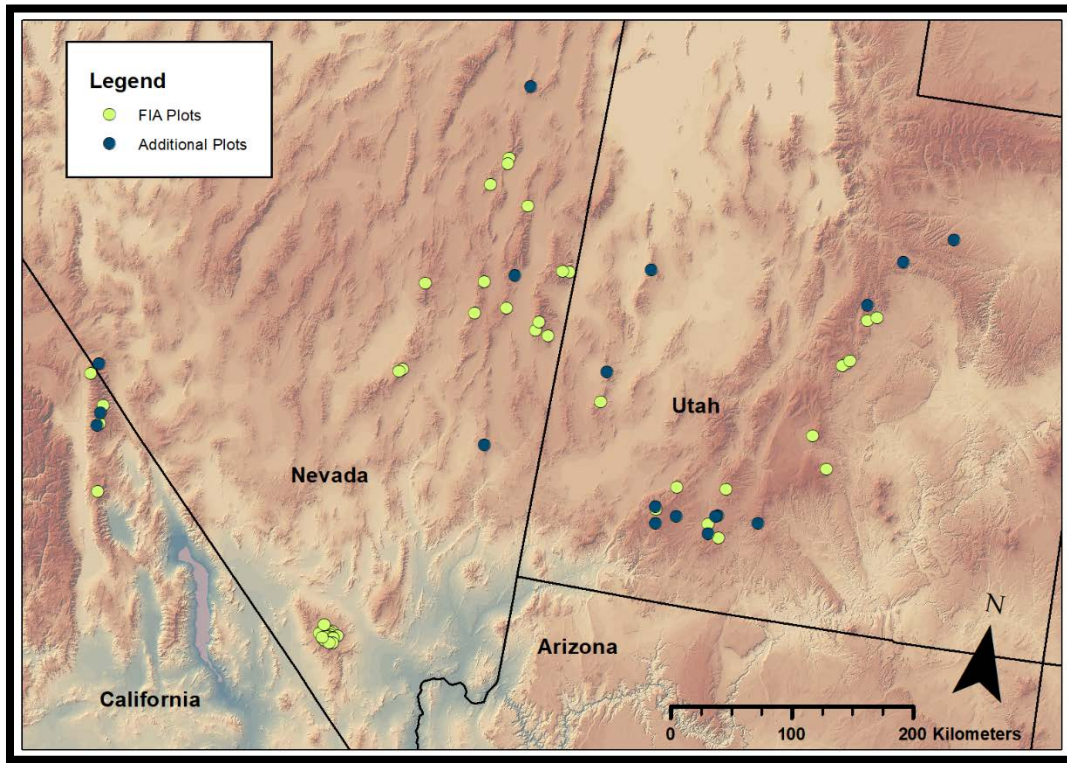 Legend
FIA Plots
Additional Plots
Utah
Nevada
Arizona
California
N
0 100 200 Kilometers